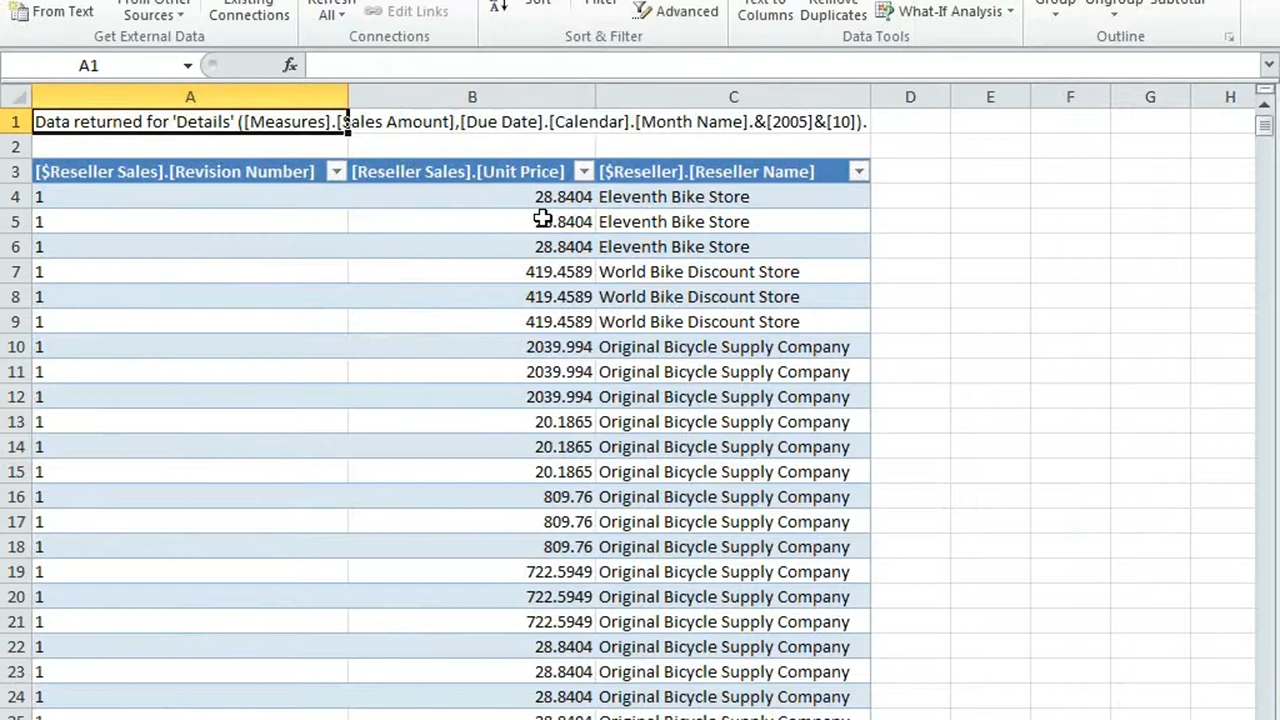 From Text From Other Sources Existing Connections Refresh All Edit Links Sort Filter Advanced Text to Columns Remove Duplicates What-If Analysis Group Ungroup Subtotal
Get External Data Connections Sort & Filter Data Tools Outline
A1 fx
A B C D E F G H
1 Data returned for 'Details' ([Measures].[Sales Amount],[Due Date].[Calendar].[Month Name].&[2005]&[10]).
2
3 [$Reseller Sales].[Revision Number] [Reseller Sales].[Unit Price] [$Reseller].[Reseller Name]
4 1 28.8404 Eleventh Bike Store
5 1 28.8404 Eleventh Bike Store
6 1 28.8404 Eleventh Bike Store
7 1 419.4589 World Bike Discount Store
8 1 419.4589 World Bike Discount Store
9 1 419.4589 World Bike Discount Store
10 1 2039.994 Original Bicycle Supply Company
11 1 2039.994 Original Bicycle Supply Company
12 1 2039.994 Original Bicycle Supply Company
13 1 20.1865 Original Bicycle Supply Company
14 1 20.1865 Original Bicycle Supply Company
15 1 20.1865 Original Bicycle Supply Company
16 1 809.76 Original Bicycle Supply Company
17 1 809.76 Original Bicycle Supply Company
18 1 809.76 Original Bicycle Supply Company
19 1 722.5949 Original Bicycle Supply Company
20 1 722.5949 Original Bicycle Supply Company
21 1 722.5949 Original Bicycle Supply Company
22 1 28.8404 Original Bicycle Supply Company
23 1 28.8404 Original Bicycle Supply Company
24 1 28.8404 Original Bicycle Supply Company